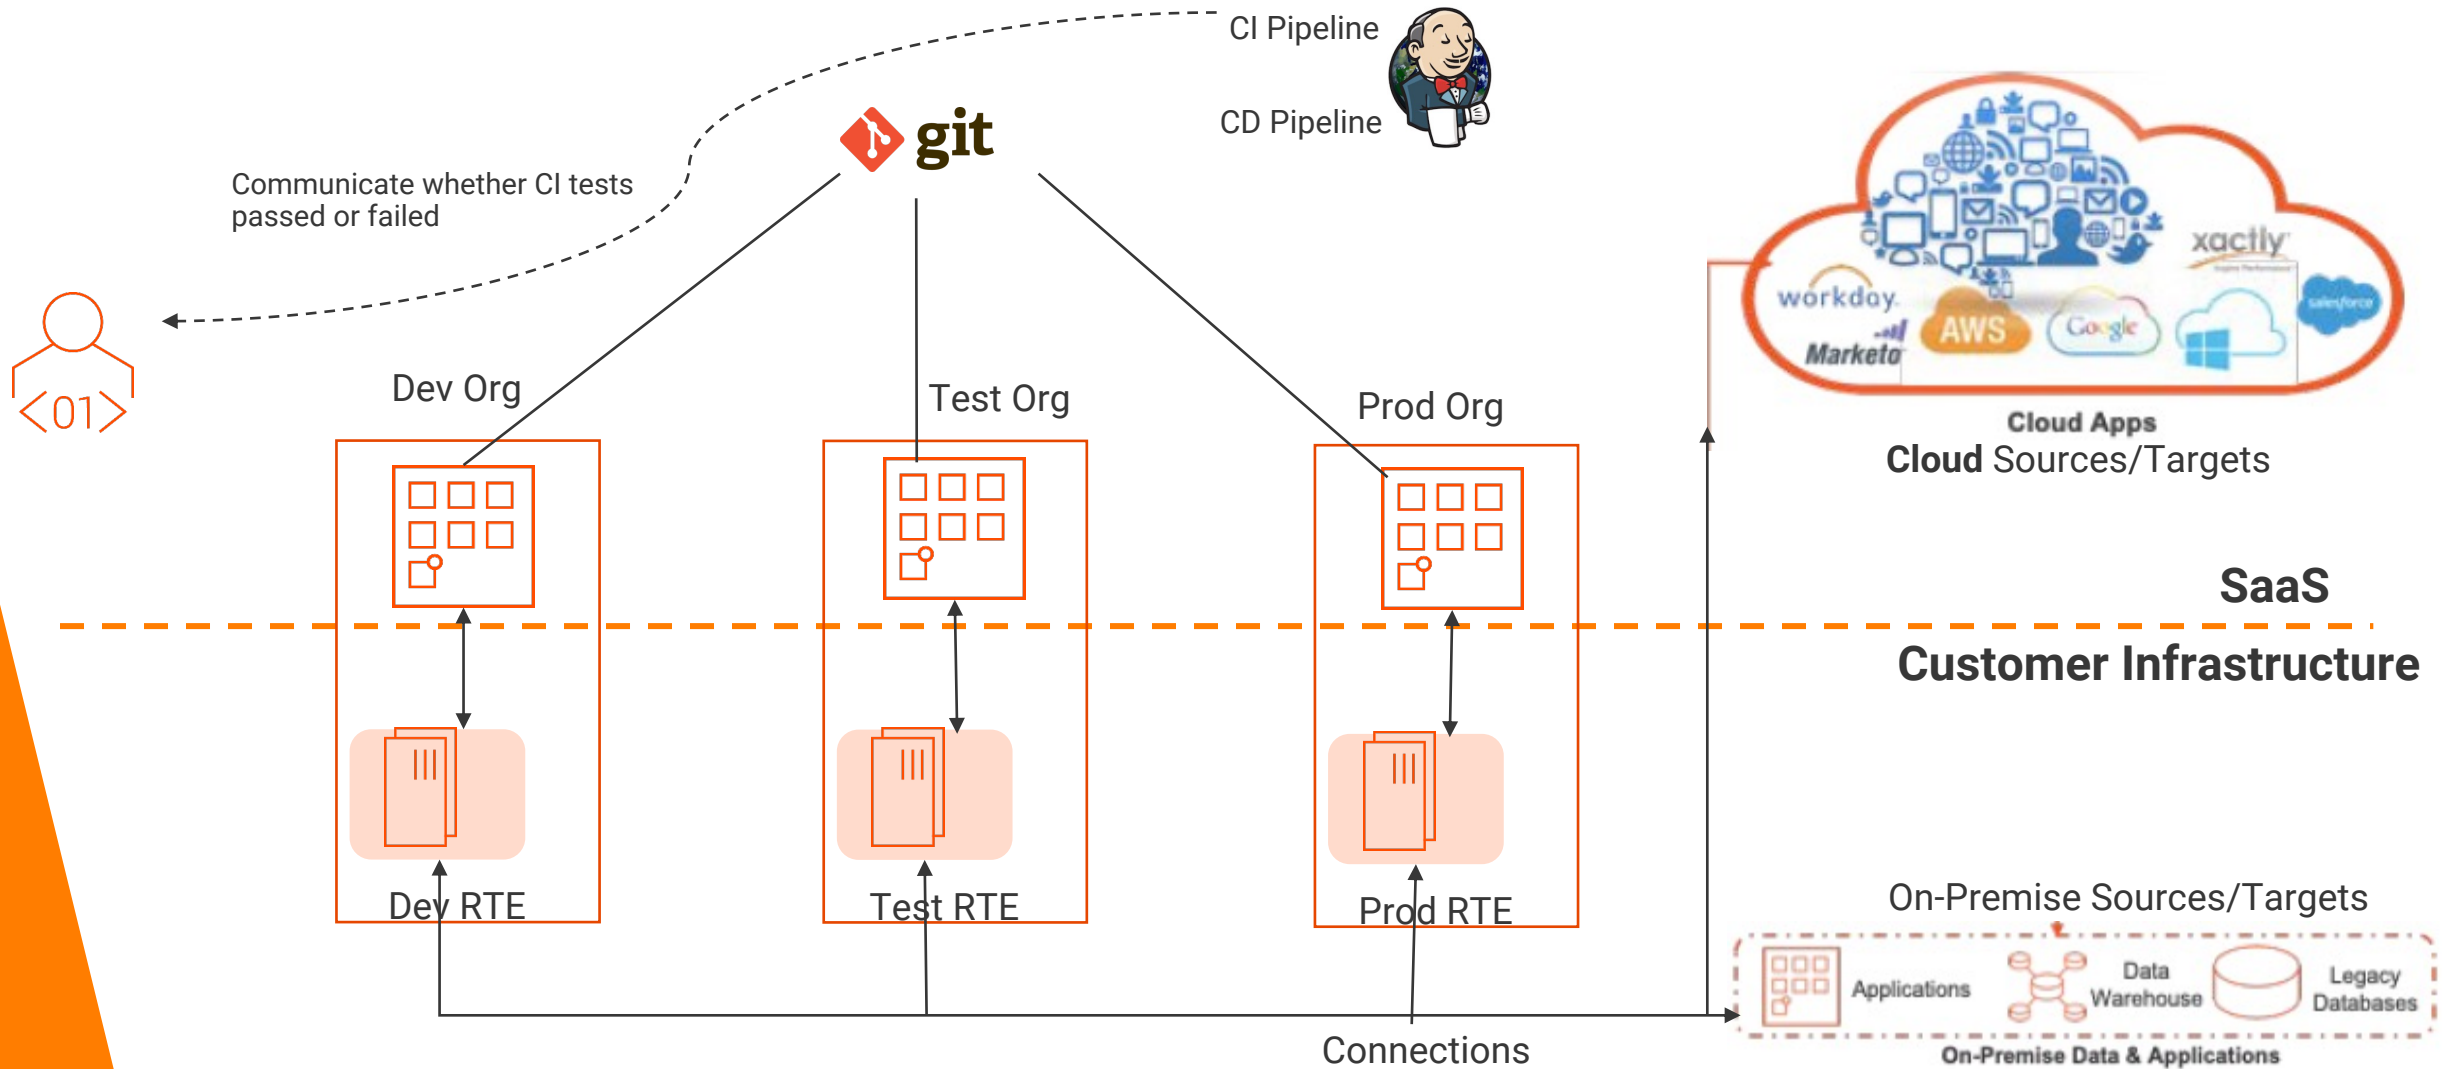 CI Pipeline
CD Pipeline
git
Communicate whether CI tests
passed or failed
<01>
Dev Org
Test Org
Prod Org
xactly
workday.
Marketo
AWS
Google
salesforce
Cloud Apps
Cloud Sources/Targets
SaaS
Customer Infrastructure
Dev RTE
Test RTE
Prod RTE
On-Premise Sources/Targets
Applications
Data
Warehouse
Legacy
Databases
On-Premise Data & Applications
Connections